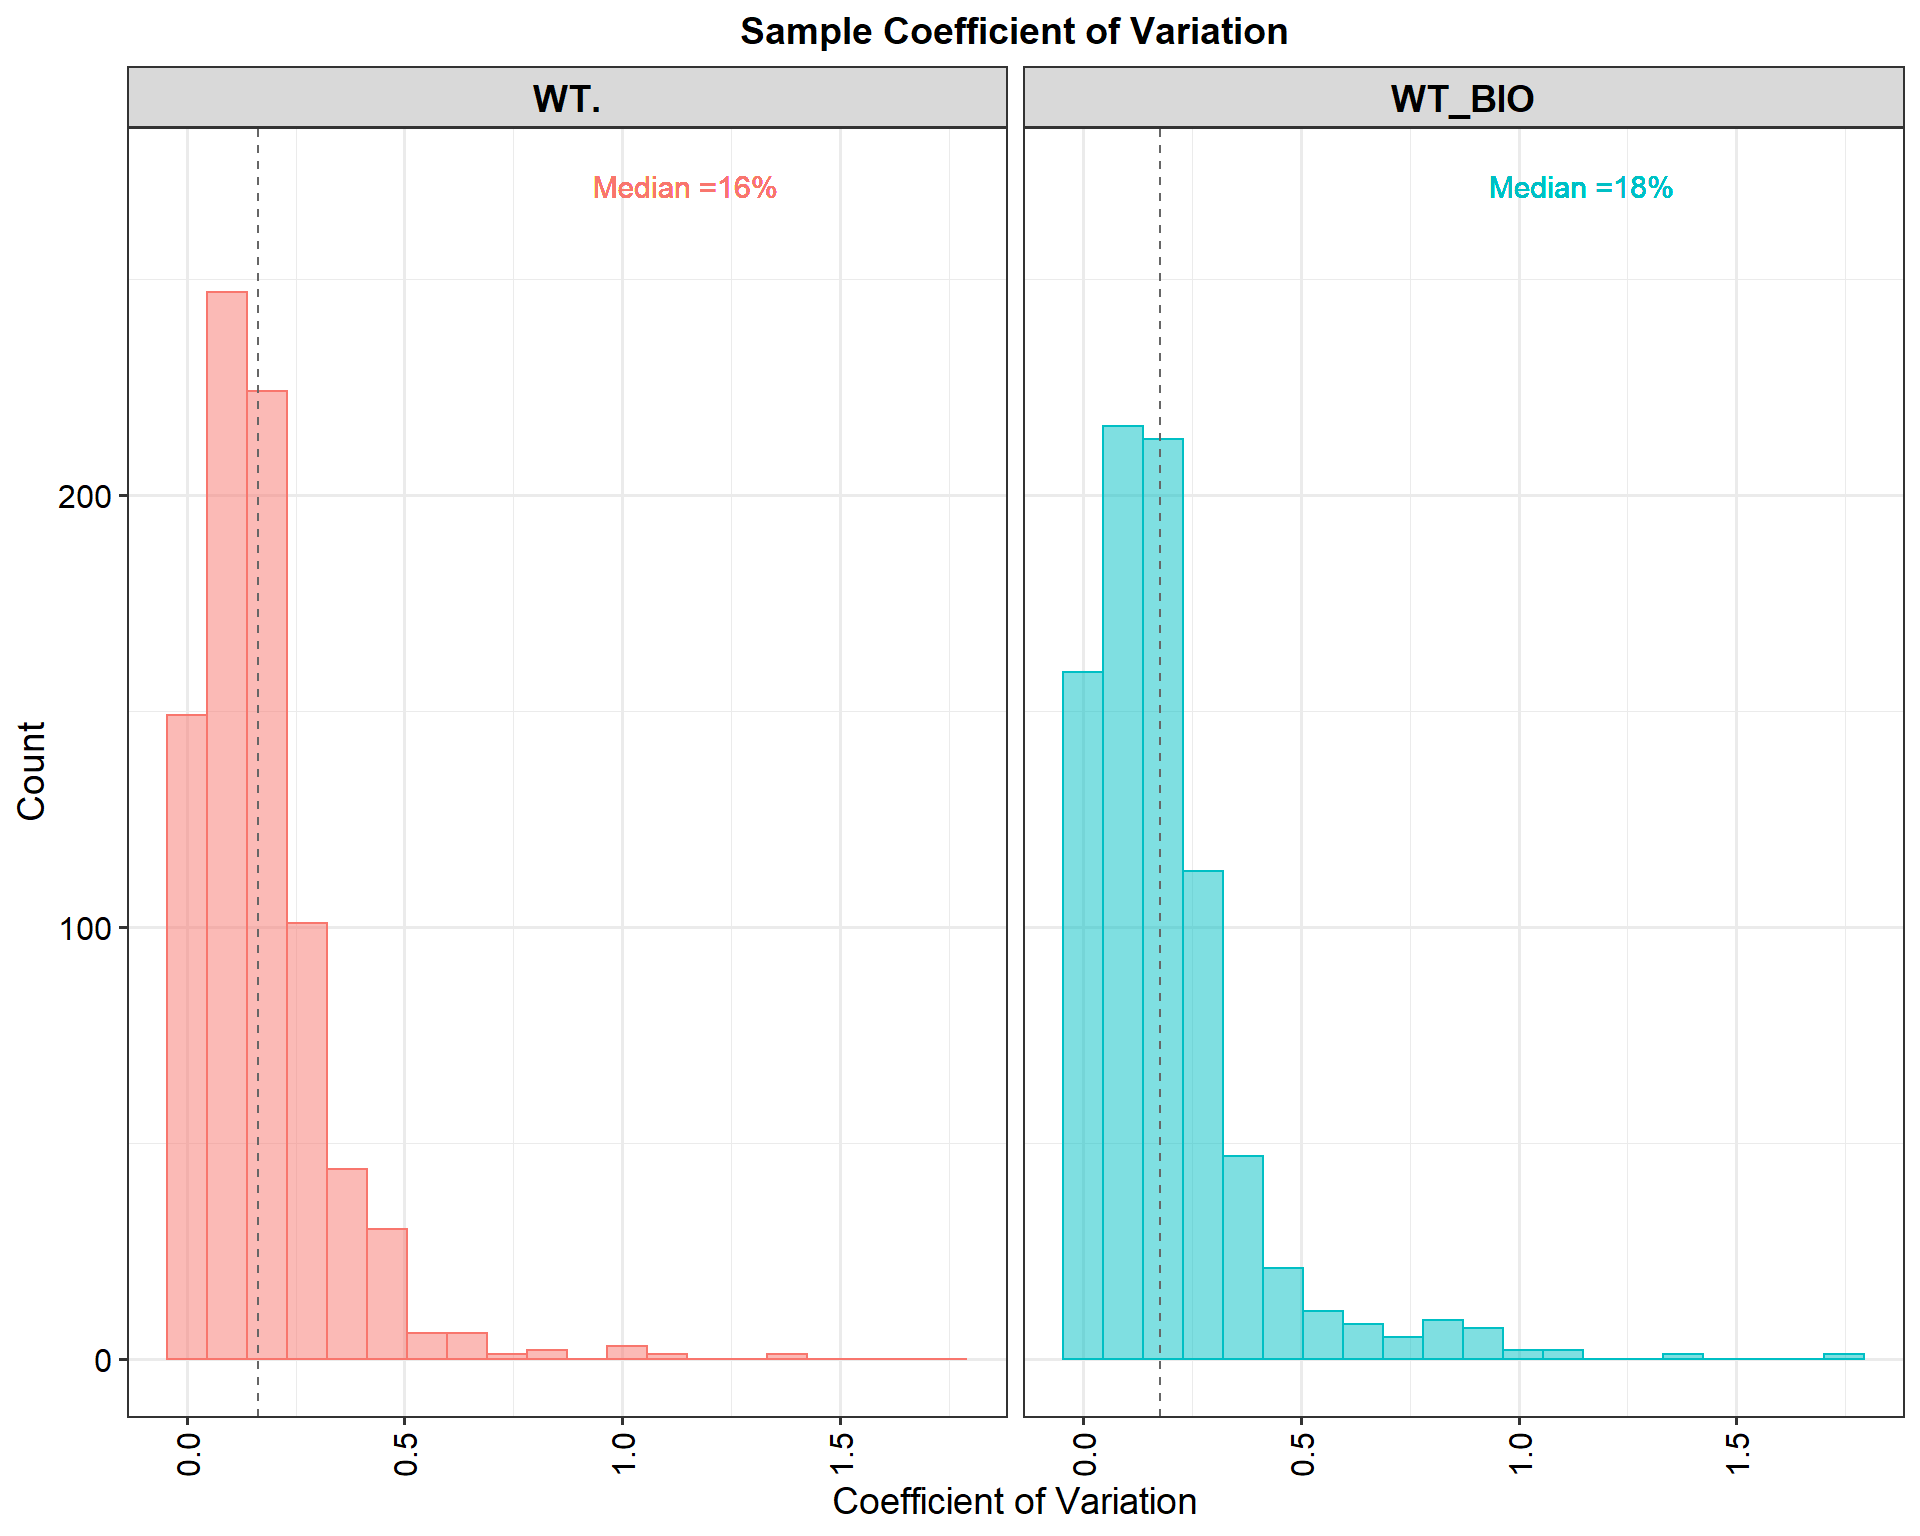 Sample Coefficient of Variation
WT.
WT_BIO
Median =16%
Median =18%
Count
200
100
0
0.0
0.5
1.0
1.5
0.0
0.5
1.0
1.5
Coefficient of Variation